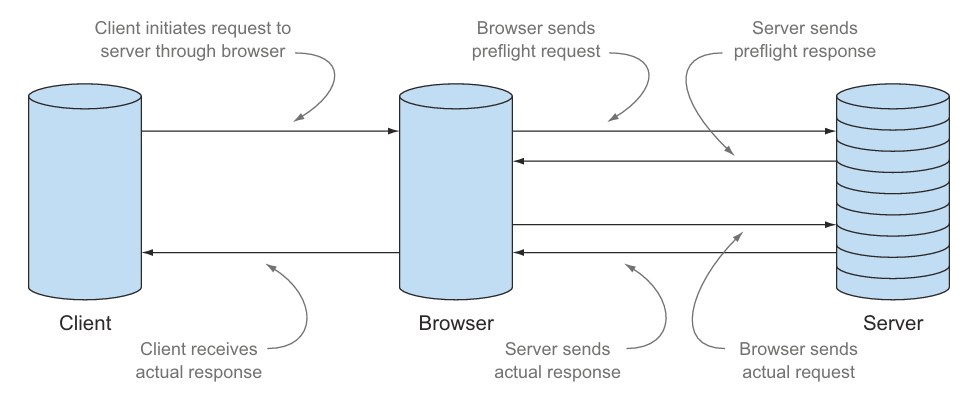 Client initiates request to
server through browser
Browser sends
preflight request
Server sends
preflight response
Client
Browser
Server
Client receives
actual response
Server sends
actual response
Browser sends
actual request